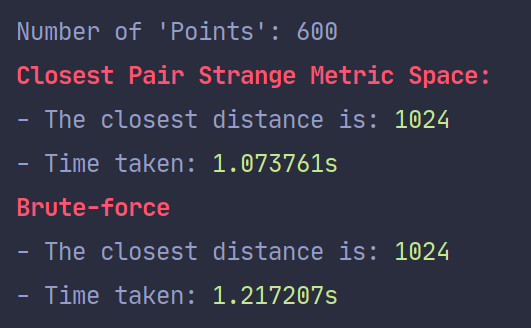 Number of 'Points': 600
Closest Pair Strange Metric Space:
- The closest distance is: 1024
- Time taken: 1.073761s
Brute-force
- The closest distance is: 1024
- Time taken: 1.217207s